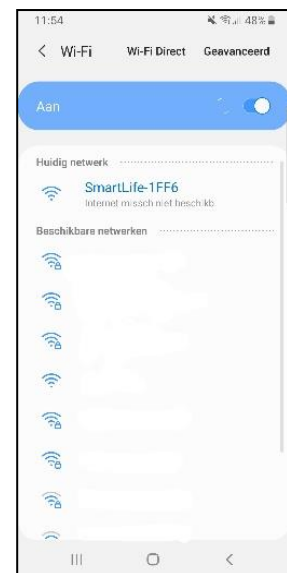 11:54 48%
Wi-Fi Wi-Fi Direct Geavanceerd
Aan
Huidig netwerk
SmartLife-1FF6
Internet missch niet beschikb.
Beschikbare netwerken